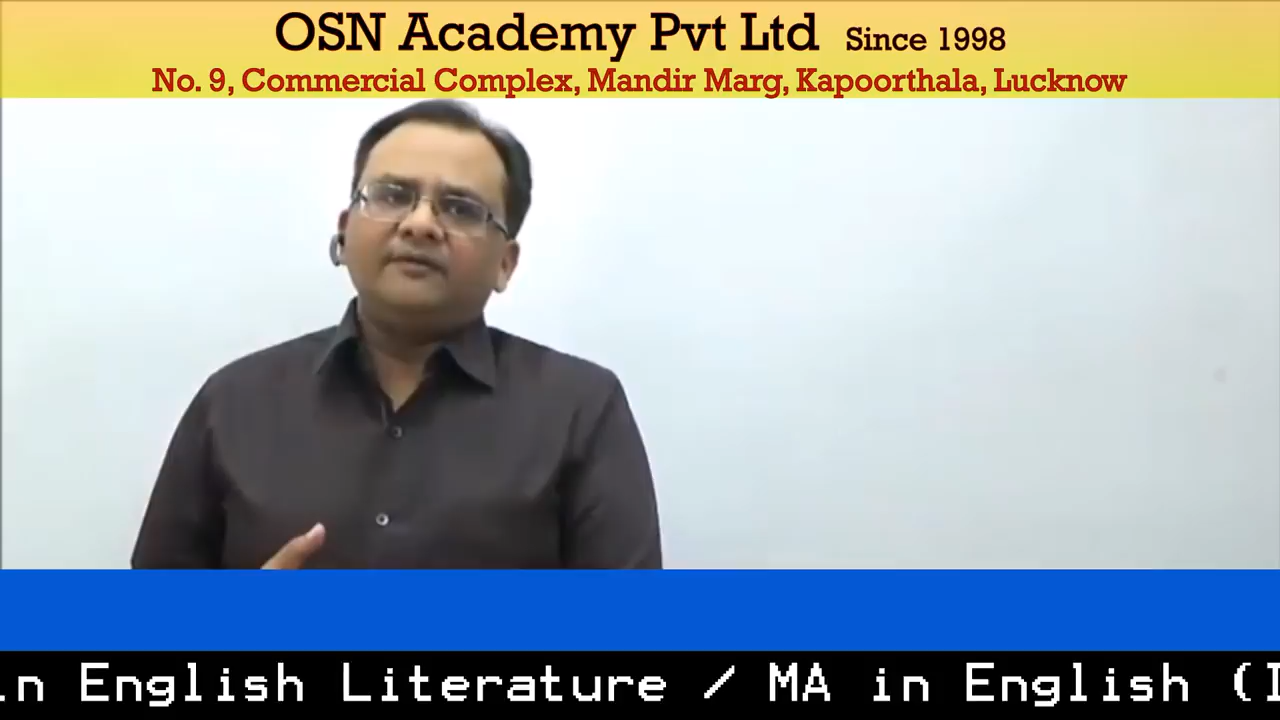 OSN Academy Pvt Ltd Since 1998
No. 9, Commercial Complex, Mandir Marg, Kapoorthala, Lucknow
English Literature / MA in English (